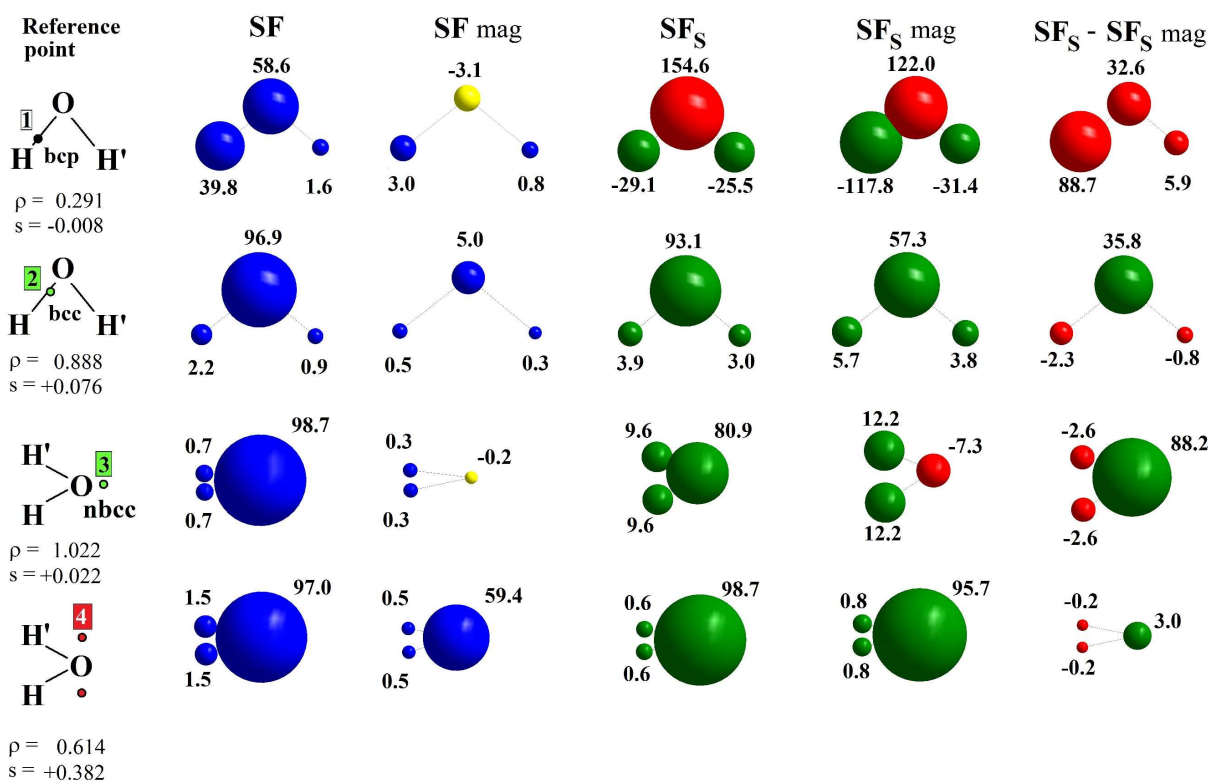 Reference
point
SF
SF mag
SFS
SFS mag
SFS - SFS mag
58.6
-3.1
154.6
122.0
32.6
1
O
H
bcp
H'
39.8
1.6
3.0
0.8
-29.1
-25.5
-117.8
-31.4
88.7
5.9
ρ = 0.291
s = -0.008
96.9
5.0
93.1
57.3
35.8
2
O
H
bcc
H'
2.2
0.9
0.5
0.3
3.9
3.0
5.7
3.8
-2.3
-0.8
ρ = 0.888
s = +0.076
H'
3
O
H
nbcc
0.7
98.7
0.3
-0.2
9.6
80.9
12.2
-7.3
-2.6
88.2
0.7
0.3
9.6
12.2
-2.6
ρ = 1.022
s = +0.022
4
H'
O
H
1.5
97.0
0.5
59.4
0.6
98.7
0.8
95.7
-0.2
3.0
1.5
0.5
0.6
0.8
-0.2
ρ = 0.614
s = +0.382